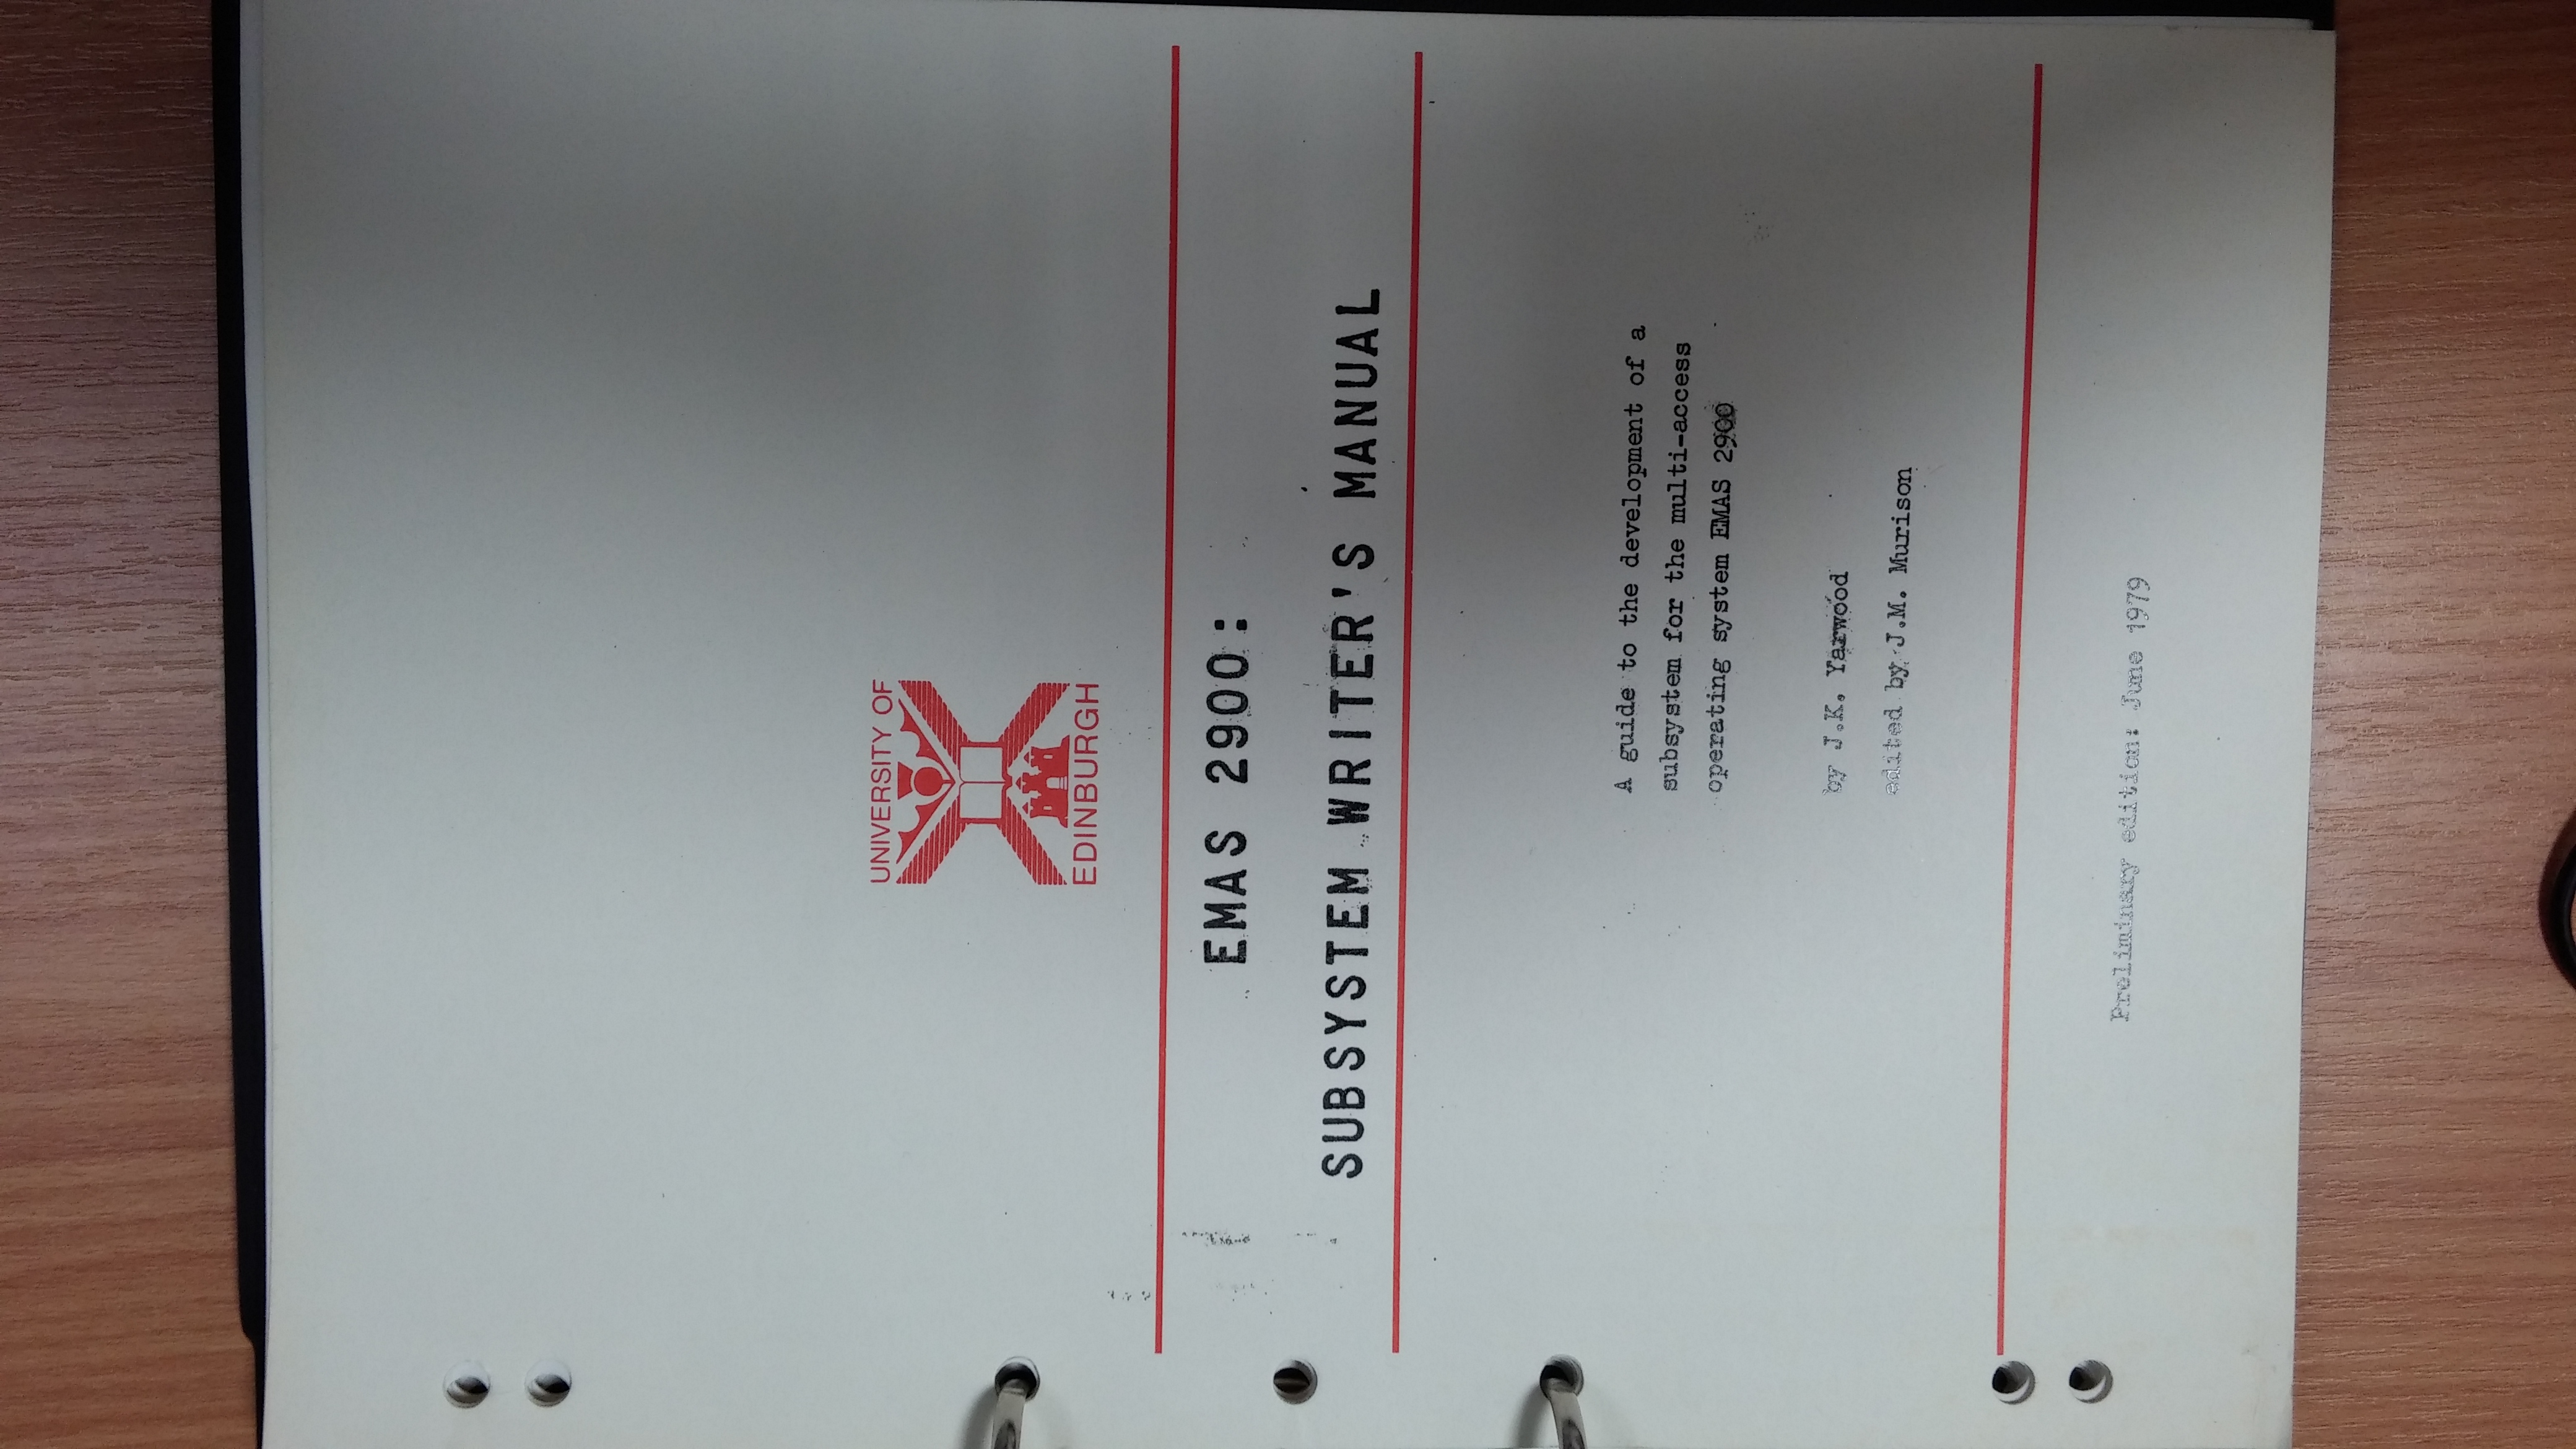 UNIVERSITY OF
EDINBURGH
EMAS 2900:
SUBSYSTEM WRITER'S MANUAL
A guide to the development of a
subsystem for the multi-access
operating system EMAS 2900
by J.K. Yarwood
edited by J.M. Murison
Preliminary edition: June 1979